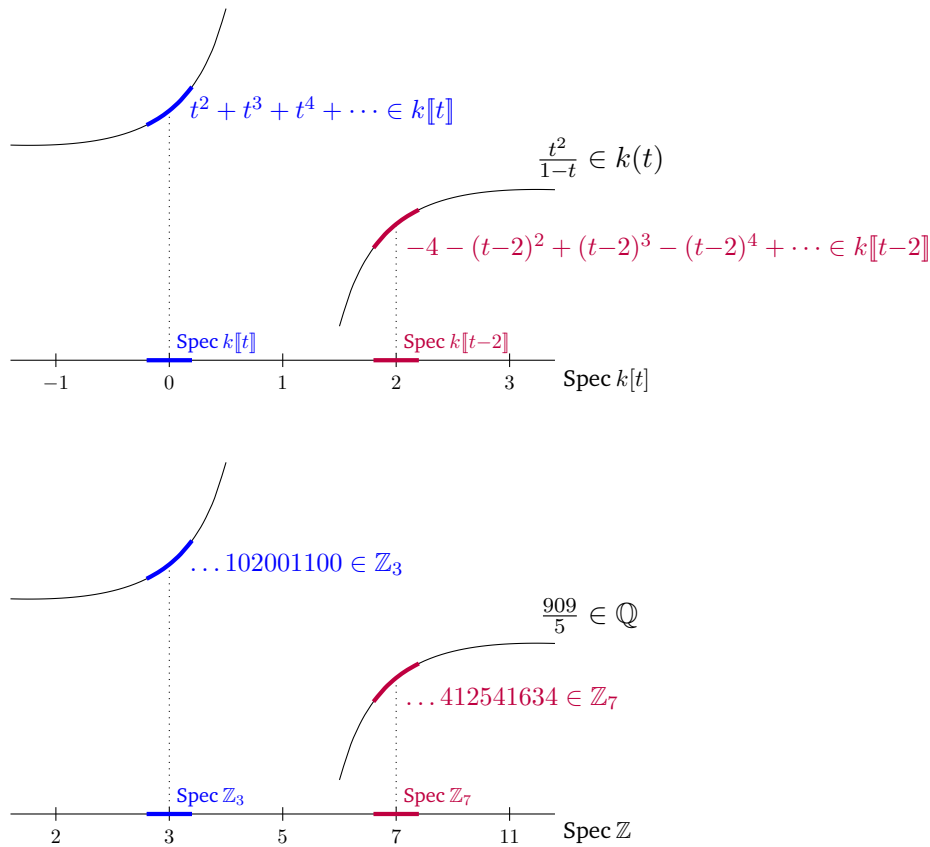 t² + t³ + t⁴ + ⋯ ∈ k⟦t⟧
t²/(1−t) ∈ k(t)
−4 − (t−2)² + (t−2)³ − (t−2)⁴ + ⋯ ∈ k⟦t−2⟧
Spec k⟦t⟧ Spec k⟦t−2⟧
−1 0 1 2 3 Spec k[t]
…102001100 ∈ ℤ₃
909/5 ∈ ℚ
…412541634 ∈ ℤ₇
Spec ℤ₃ Spec ℤ₇
2 3 5 7 11 Spec ℤ